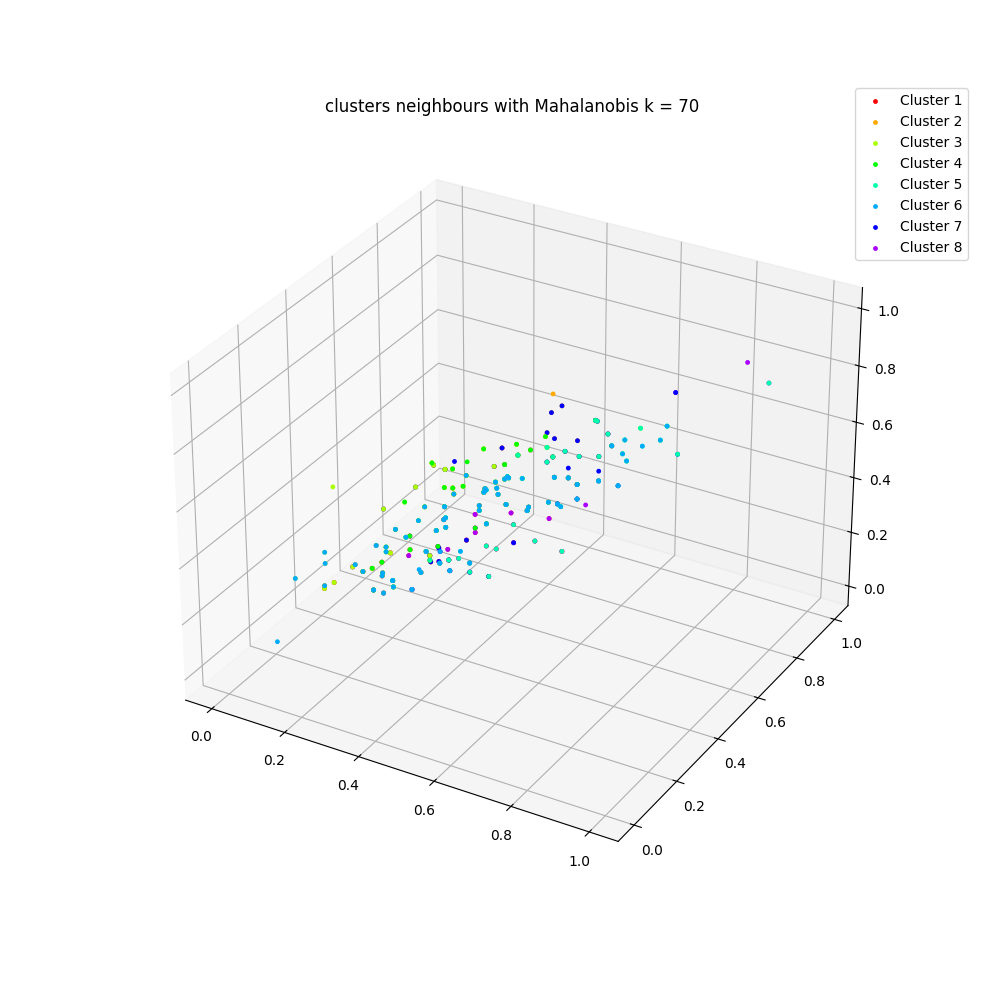 clusters neighbours with Mahalanobis k = 70
Cluster 1
Cluster 2
Cluster 3
Cluster 4
Cluster 5
Cluster 6
Cluster 7
Cluster 8
1.0
0.8
0.6
0.4
0.2
0.0
1.0
0.8
0.6
0.4
0.2
0.0
0.0
0.2
0.4
0.6
0.8
1.0